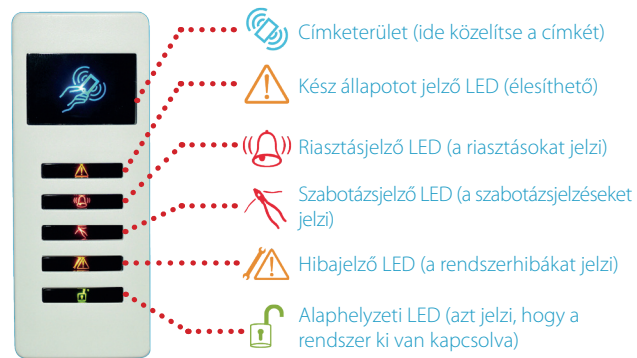 Címketerület (ide közelítse a címkét)
Kész állapotot jelző LED (élesíthető)
Riasztásjelző LED (a riasztásokat jelzi)
Szabotázsjelző LED (a szabotázsjelzéseket
jelzi)
Hibajelző LED (a rendszerhibákat jelzi)
Alaphelyzeti LED (azt jelzi, hogy a
rendszer ki van kapcsolva)